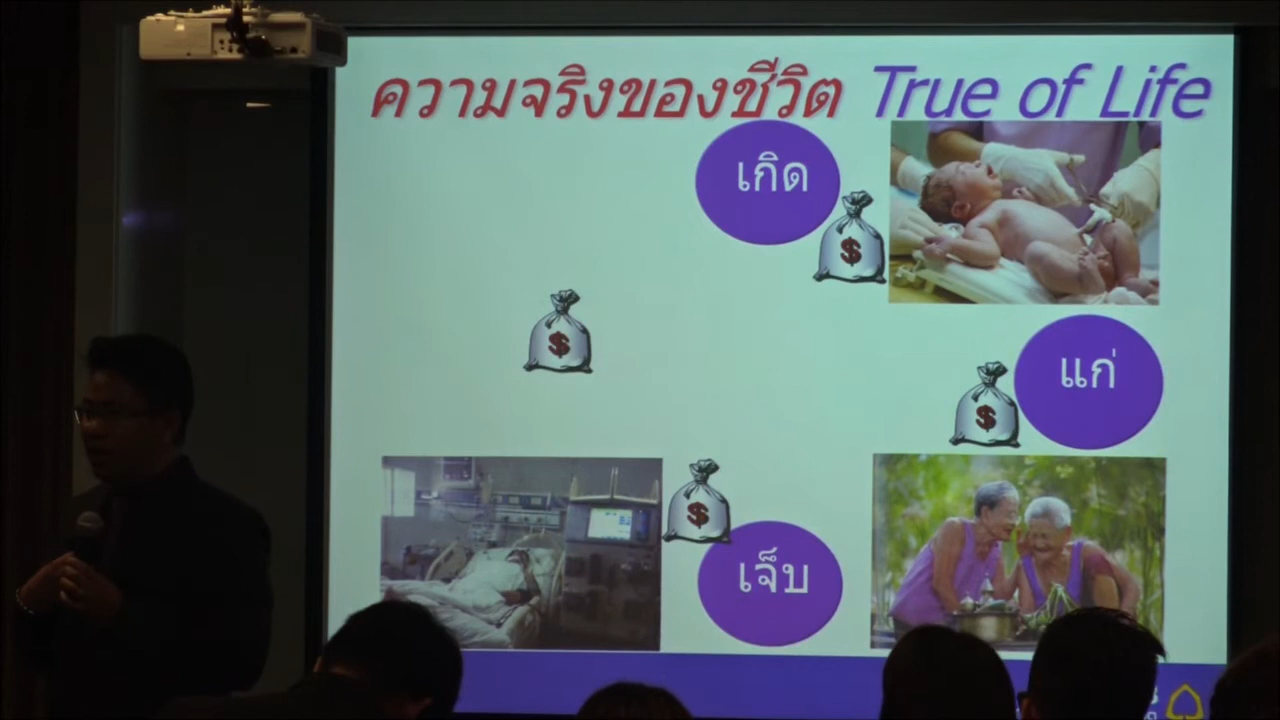 ความจริงของชีวิต True of Life
เกิด
$
$
แก่
$
$
เจ็บ